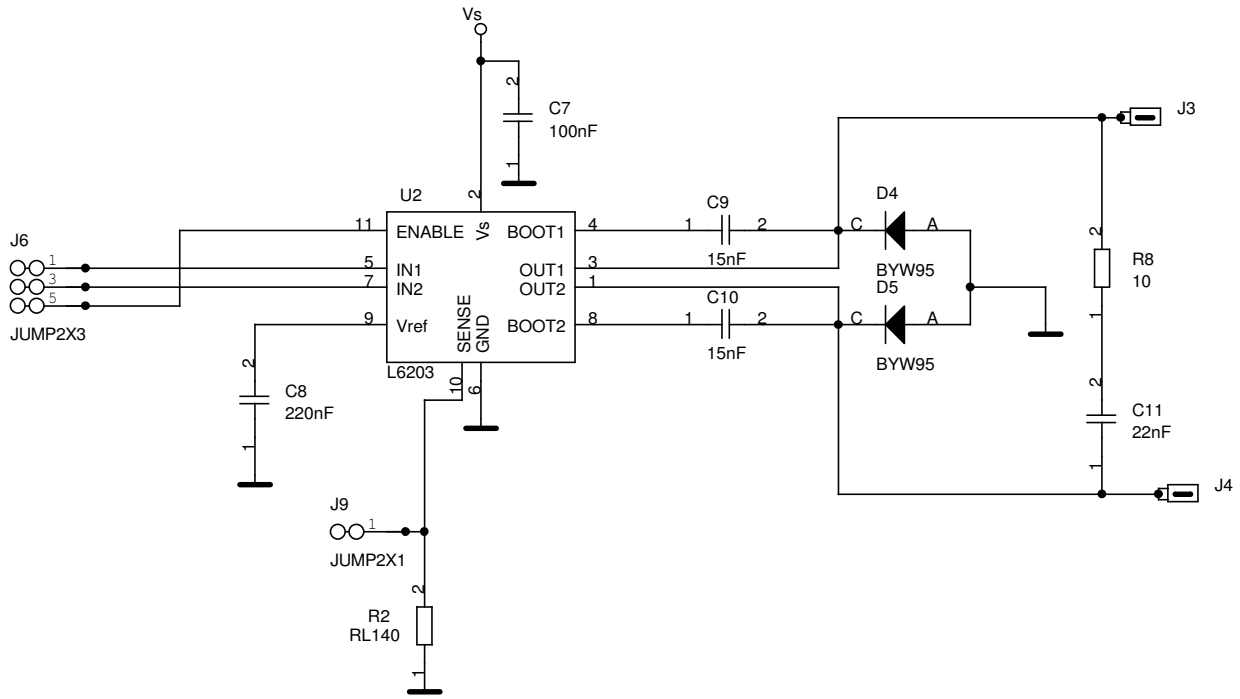 Vs
2
C7
100nF
1
J3
U2
2
C9
D4
11
ENABLE
Vs
BOOT1
4
1
2
C
A
J6
15nF
BYW95
1
5
IN1
OUT1
3
2
R8
10
3
7
IN2
OUT2
1
C10
D5
5
JUMP2X3
9
Vref
SENSE
GND
BOOT2
8
1
2
C
A
1
15nF
BYW95
L6203
10
6
2
C8
220nF
2
C11
22nF
1
1
J4
J9
1
JUMP2X1
2
R2
RL140
1